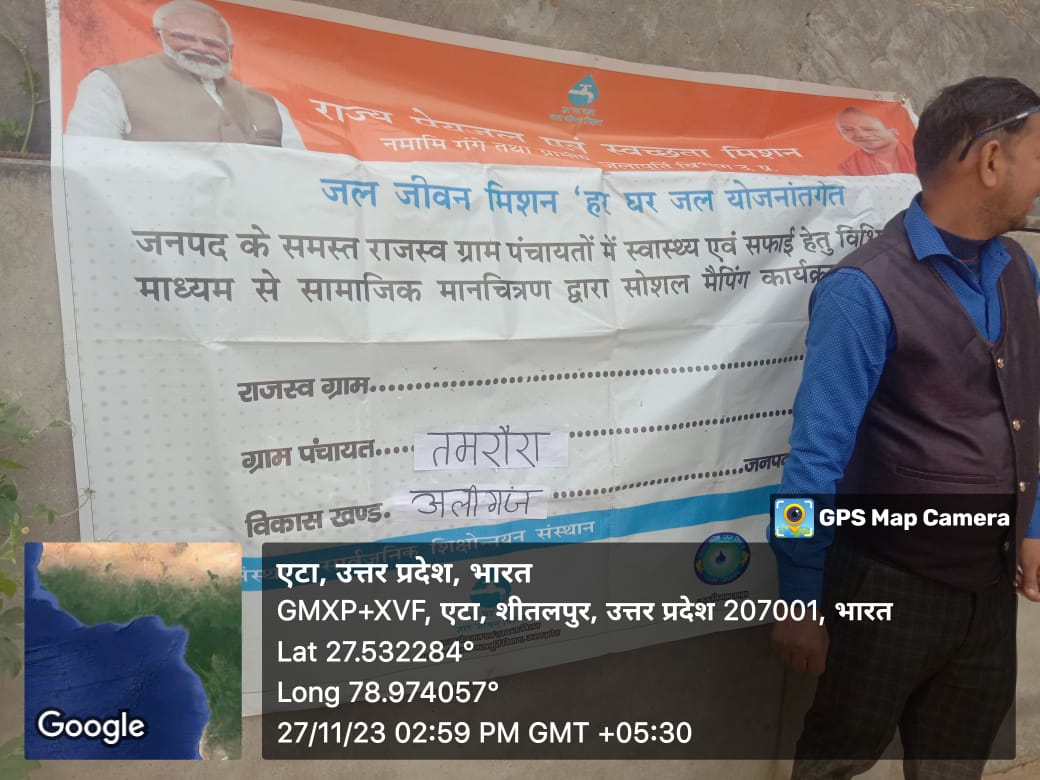 राज्य पेयजल एवं स्वच्छता मिशन
नमामि गंगे तथा ग्रामीण जलापूर्ति विभाग उ. प्र.
जल जीवन मिशन 'हर घर जल योजनांतर्गत
जनपद के समस्त राजस्व ग्राम पंचायतों में स्वास्थ्य एवं सफाई हेतु
माध्यम से सामाजिक मानचित्रण द्वारा सोशल मैपिंग
राजस्व ग्राम
ग्राम पंचायत तमरौरा
विकास खण्ड. अलीगंज जनपद
सार्वजनिक शिक्षोन्नयन संस्थान
GPS Map Camera
एटा, उत्तर प्रदेश, भारत
GMXP+XVF, एटा, शीतलपुर, उत्तर प्रदेश 207001, भारत
Lat 27.532284°
Long 78.974057°
27/11/23 02:59 PM GMT +05:30
Google